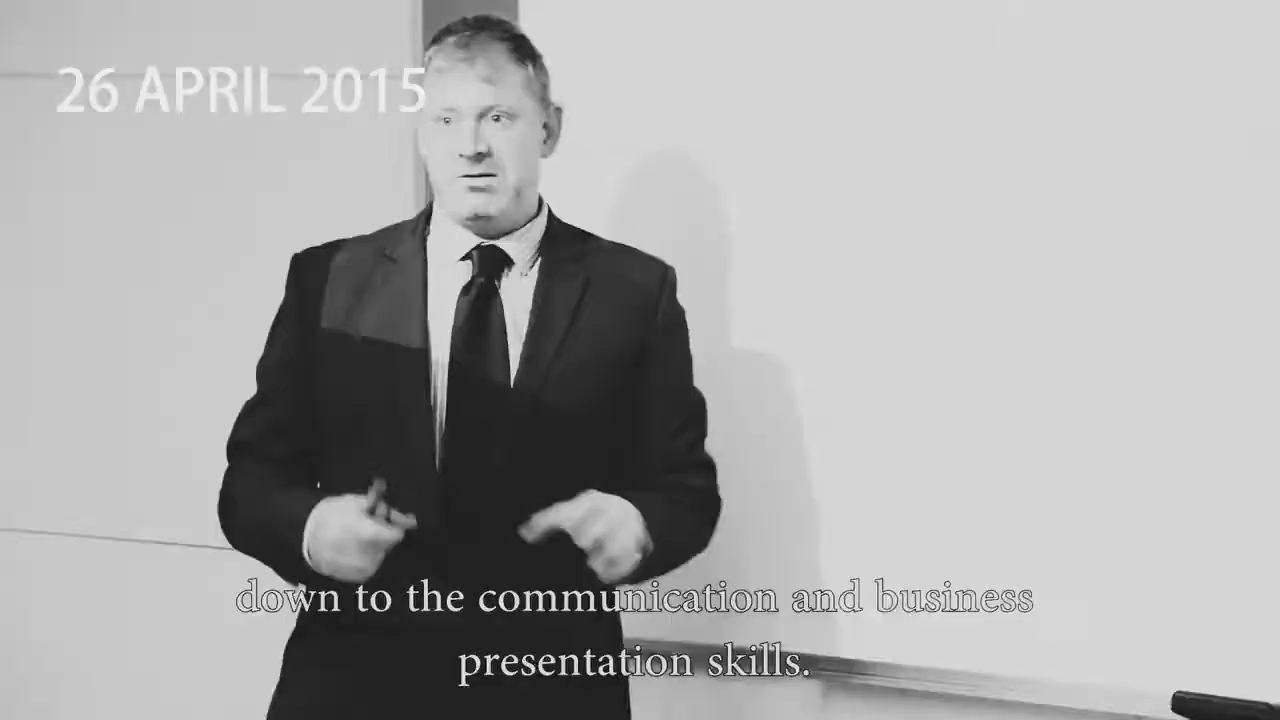 26 APRIL 2015
down to the communication and business
presentation skills.